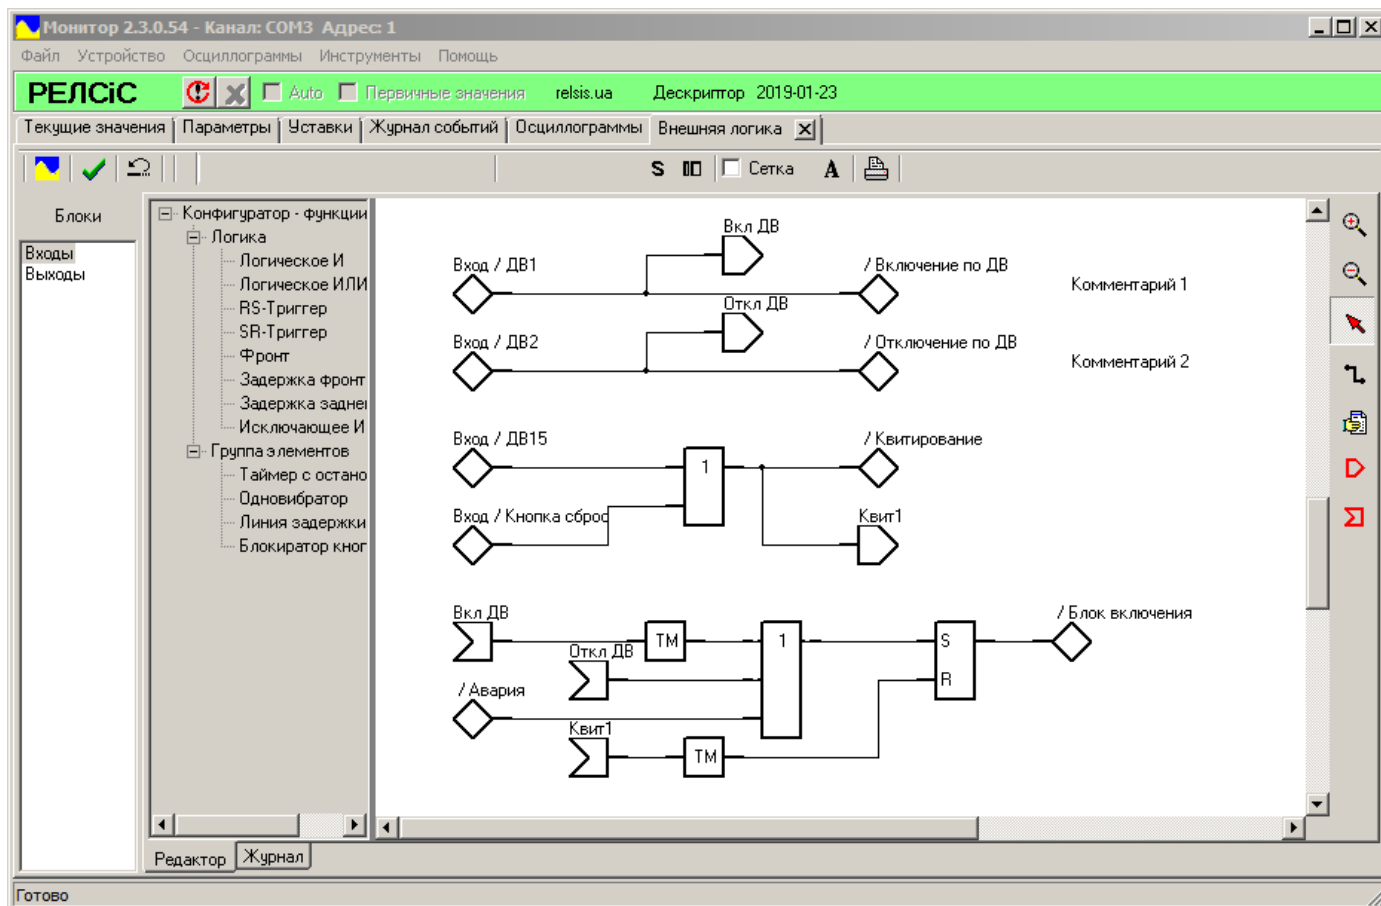 Монитор 2.3.0.54 - Канал: COM3 Адрес: 1
Файл Устройство Осциллограммы Инструменты Помощь
РЕЛСіС Auto Первичные значения relsis.ua Дескриптор 2019-01-23
Текущие значения Параметры Уставки Журнал событий Осциллограммы Внешняя логика
S Сетка A
Блоки
Входы
Выходы
Конфигуратор - функции
Логика
Логическое И
Логическое ИЛИ
RS-Триггер
SR-Триггер
Фронт
Задержка фронт
Задержка задне
Исключающее И
Группа элементов
Таймер с остано
Одновибратор
Линия задержки
Блокиратор кног
Вкл ДВ
Вход / ДВ1 / Включение по ДВ Комментарий 1
Откл ДВ
Вход / ДВ2 / Отключение по ДВ Комментарий 2
Вход / ДВ15 / Квитирование
1
Вход / Кнопка сброс Квит1
Вкл ДВ / Блок включения
TM 1 S
Откл ДВ
R
/ Авария
Квит1
TM
Редактор Журнал
Готово